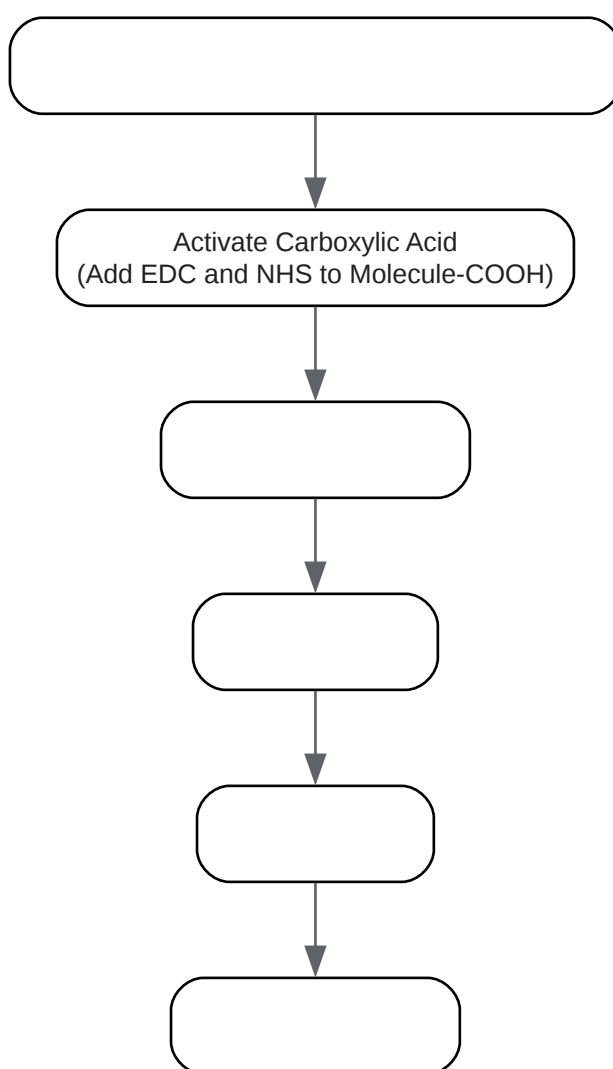 Activate Carboxylic Acid
(Add EDC and NHS to Molecule-COOH)